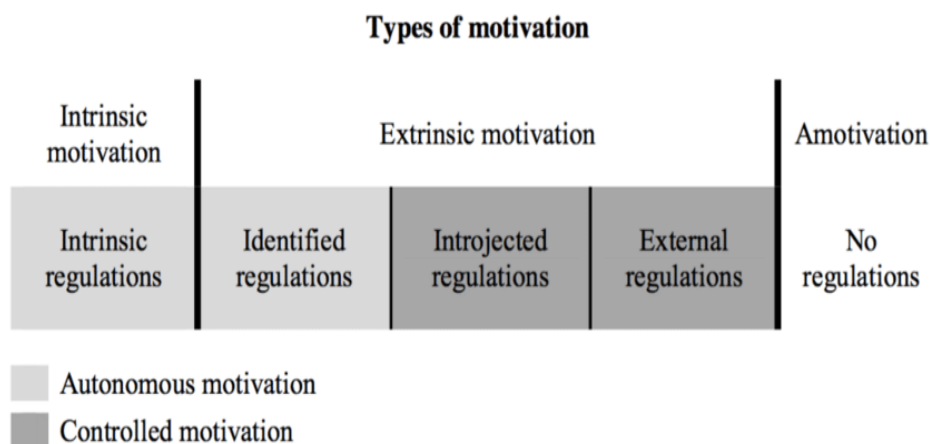 Types of motivation
Intrinsic
motivation
Extrinsic motivation
Amotivation
Intrinsic
regulations
Identified
regulations
Introjected
regulations
External
regulations
No
regulations
Autonomous motivation
Controlled motivation